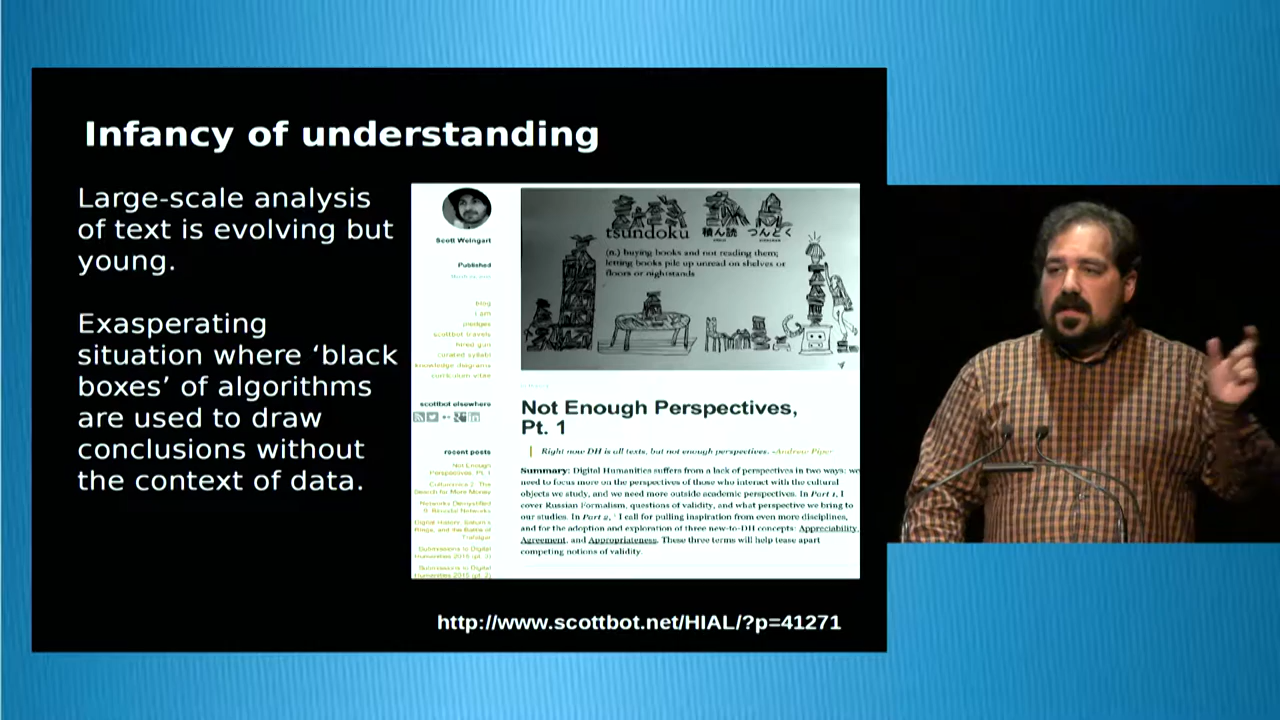 Infancy of understanding
Large-scale analysis
of text is evolving but
young.
Exasperating
situation where ‘black
boxes’ of algorithms
are used to draw
conclusions without
the context of data.
Scott Weingart
Published
blog
I am
pledges
scottbot travels
hired gun
curated syllabi
knowledge diagrams
curriculum vitae
scottbot elsewhere
recent posts
Not Enough
Perspectives, Pt. 1
Culturomics 2: The
Search for More Money
Networks Demystified
8: Bimodal Networks
Digital History, Saturn's
Rings, and the Battle of
Trafalgar
Submissions to Digital
Humanities 2015 (pt. 3)
Submissions to Digital
Humanities 2015 (pt. 2)
tsundoku 積ん読 つんどく
(n.) buying books and not reading them;
letting books pile up unread on shelves or
floors or nightstands
Not Enough Perspectives,
Pt. 1
Right now DH is all texts, but not enough perspectives. -Andrew Piper
Summary: Digital Humanities suffers from a lack of perspectives in two ways: we
need to focus more on the perspectives of those who interact with the cultural
objects we study, and we need more outside academic perspectives. In Part 1, I
cover Russian Formalism, questions of validity, and what perspective we bring to
our studies. In Part 2, I call for pulling inspiration from even more disciplines,
and for the adoption and exploration of three new-to-DH concepts: Appreciability,
Agreement, and Appropriateness. These three terms will help tease apart
competing notions of validity.
http://www.scottbot.net/HIAL/?p=41271